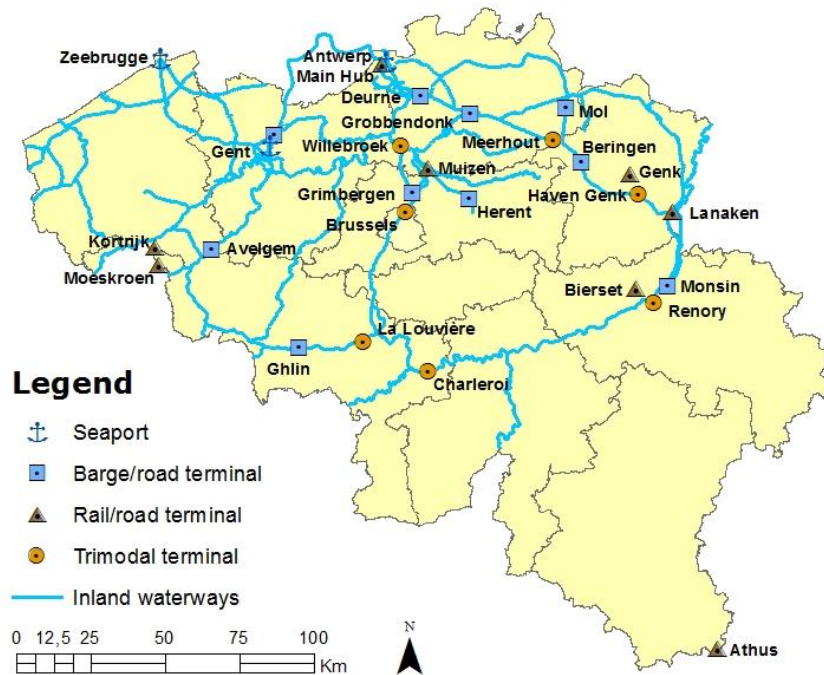 Zeebrugge
Antwerp
Main Hub
Deurne
Grobbendonk
Mol
Gent
Willebroek
Meerhout
Beringen
Muizen
Genk
Grimbergen
Herent
Haven Genk
Brussels
Lanaken
Kortrijk
Avelgem
Moeskroen
Bierset
Monsin
Renory
La Louvière
Ghlin
Charleroi
Legend
Seaport
Barge/road terminal
Rail/road terminal
Trimodal terminal
Inland waterways
0 12,5 25 50 75 100
Km
N
Athus